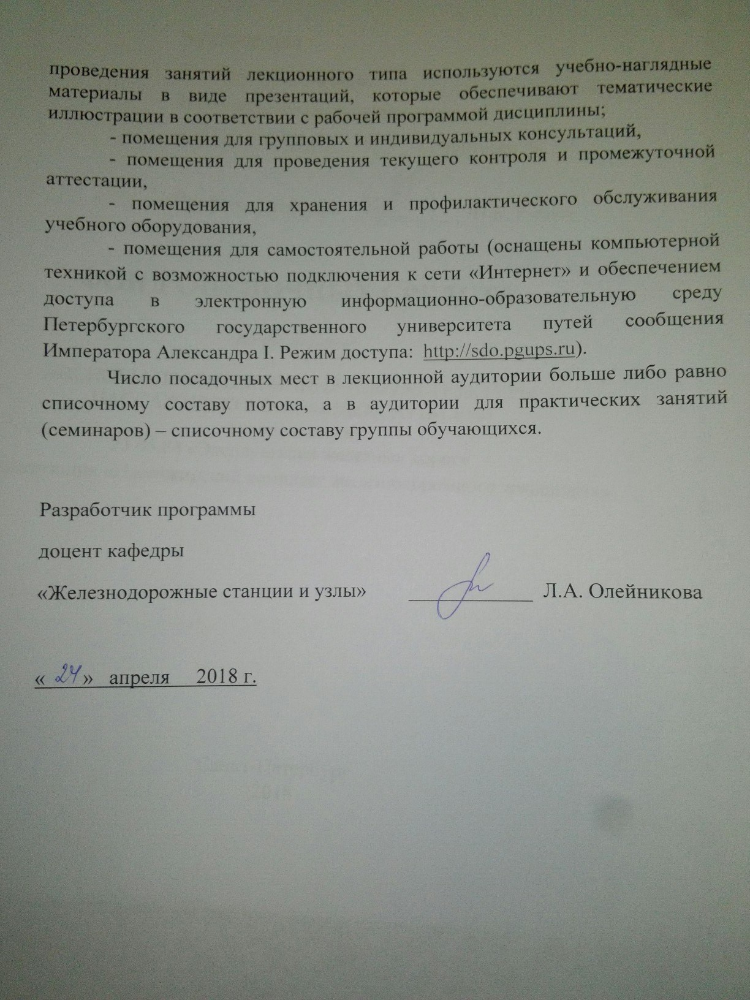 проведения занятий лекционного типа используются учебно-наглядные
материалы в виде презентаций, которые обеспечивают тематические
иллюстрации в соответствии с рабочей программой дисциплины;
- помещения для групповых и индивидуальных консультаций,
- помещения для проведения текущего контроля и промежуточной
аттестации,
- помещения для хранения и профилактического обслуживания
учебного оборудования,
- помещения для самостоятельной работы (оснащены компьютерной
техникой с возможностью подключения к сети «Интернет» и обеспечением
доступа в электронную информационно-образовательную среду
Петербургского государственного университета путей сообщения
Императора Александра I. Режим доступа: http://sdo.pgups.ru).
Число посадочных мест в лекционной аудитории больше либо равно
списочному составу потока, а в аудитории для практических занятий
(семинаров) – списочному составу группы обучающихся.
Разработчик программы
доцент кафедры
«Железнодорожные станции и узлы» Л.А. Олейникова
« 24 » апреля 2018 г.